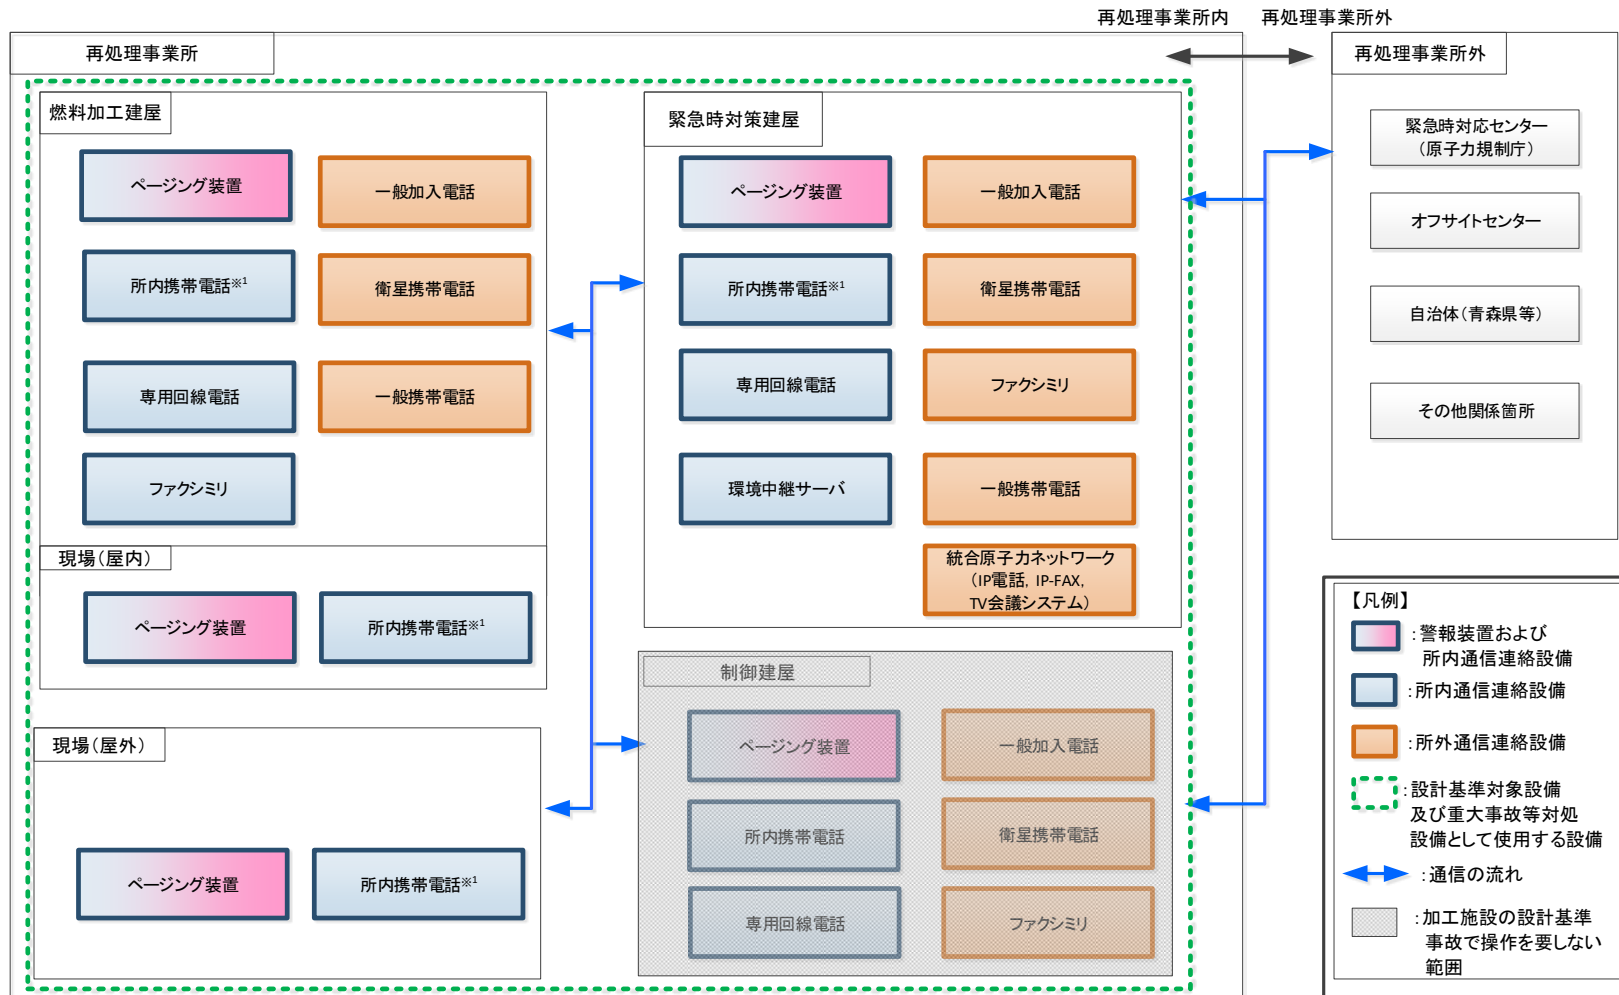 再処理事業所内
再処理事業所外
再処理事業所
燃料加工建屋
ページング装置
一般加入電話
所内携帯電話※1
衛星携帯電話
専用回線電話
一般携帯電話
ファクシミリ
現場(屋内)
ページング装置
所内携帯電話※1
現場(屋外)
ページング装置
所内携帯電話※1
緊急時対策建屋
ページング装置
一般加入電話
所内携帯電話※1
衛星携帯電話
専用回線電話
ファクシミリ
環境中継サーバ
一般携帯電話
統合原子力ネットワーク
(IP電話, IP-FAX,
TV会議システム)
制御建屋
ページング装置
一般加入電話
所内携帯電話
衛星携帯電話
専用回線電話
ファクシミリ
再処理事業所外
緊急時対応センター
(原子力規制庁)
オフサイトセンター
自治体(青森県等)
その他関係箇所
【凡例】
:警報装置および
所内通信連絡設備
:所内通信連絡設備
:所外通信連絡設備
:設計基準対象設備
及び重大事故等対処
設備として使用する設備
:通信の流れ
:加工施設の設計基準
事故で操作を要しない
範囲